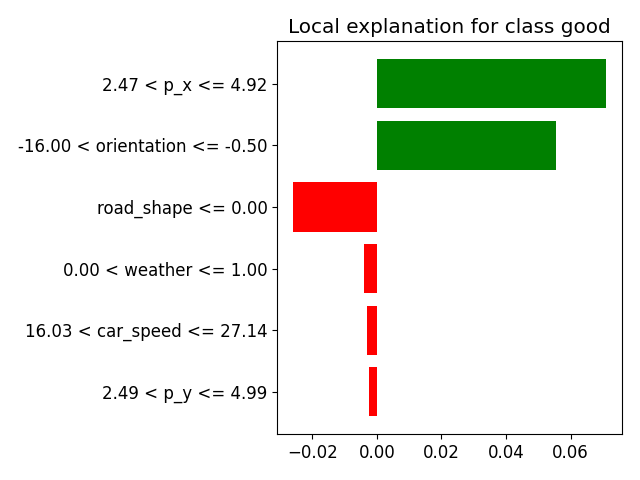 Local explanation for class good
2.47 < p_x <= 4.92
-16.00 < orientation <= -0.50
road_shape <= 0.00
0.00 < weather <= 1.00
16.03 < car_speed <= 27.14
2.49 < p_y <= 4.99
−0.02 0.00 0.02 0.04 0.06